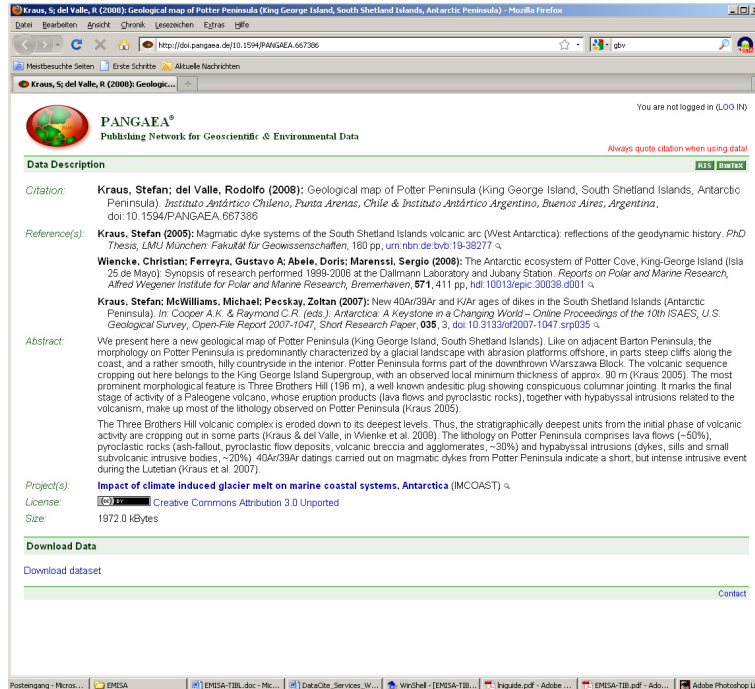 Kraus, S; del Valle, R (2008): Geological map of Potter Peninsula (King George Island, South Shetland Islands, Antarctic Peninsula) - Mozilla Firefox
Datei Bearbeiten Ansicht Chronik Lesezeichen Extras Hilfe
http://doi.pangaea.de/10.1594/PANGAEA.667386
gbv
Meistbesuchte Seiten Erste Schritte Aktuelle Nachrichten
Kraus, S; del Valle, R (2008): Geologic...
You are not logged in (LOG IN)
PANGAEA®
Publishing Network for Geoscientific & Environmental Data
Always quote citation when using data!
Data Description
RIS BibTeX
Citation: Kraus, Stefan; del Valle, Rodolfo (2008): Geological map of Potter Peninsula (King George Island, South Shetland Islands, Antarctic
Peninsula). Instituto Antártico Chileno, Punta Arenas, Chile & Instituto Antártico Argentino, Buenos Aires, Argentina,
doi:10.1594/PANGAEA.667386
Reference(s): Kraus, Stefan (2005): Magmatic dyke systems of the South Shetland Islands volcanic arc (West Antarctica): reflections of the geodynamic history. PhD
Thesis, LMU München: Fakultät für Geowissenschaften, 160 pp, urn:nbn:de:bvb:19-38277
Wiencke, Christian; Ferreyra, Gustavo A; Abele, Doris; Marenssi, Sergio (2008): The Antarctic ecosystem of Potter Cove, King-George Island (Isla
25 de Mayo): Synopsis of research performed 1999-2006 at the Dallmann Laboratory and Jubany Station. Reports on Polar and Marine Research,
Alfred Wegener Institute for Polar and Marine Research, Bremerhaven, 571, 411 pp, hdl:10013/epic.30038.d001
Kraus, Stefan; McWilliams, Michael; Pecskay, Zoltan (2007): New 40Ar/39Ar and K/Ar ages of dikes in the South Shetland Islands (Antarctic
Peninsula). In: Cooper A.K. & Raymond C.R. (eds.): Antarctica: A Keystone in a Changing World – Online Proceedings of the 10th ISAES, U.S.
Geological Survey, Open-File Report 2007-1047, Short Research Paper, 035, 3, doi:10.3133/of2007-1047.srp035
Abstract: We present here a new geological map of Potter Peninsula (King George Island, South Shetland Islands). Like on adjacent Barton Peninsula, the
morphology on Potter Peninsula is predominantly characterized by a glacial landscape with abrasion platforms offshore, in parts steep cliffs along the
coast, and a rather smooth, hilly countryside in the interior. Potter Peninsula forms part of the downthrown Warszawa Block. The volcanic sequence
cropping out here belongs to the King George Island Supergroup, with an observed local minimum thickness of approx. 90 m (Kraus 2005). The most
prominent morphological feature is Three Brothers Hill (196 m), a well known andesitic plug showing conspicuous columnar jointing. It marks the final
stage of activity of a Paleogene volcano, whose eruption products (lava flows and pyroclastic rocks), together with hypabyssal intrusions related to the
volcanism, make up most of the lithology observed on Potter Peninsula (Kraus 2005).
The Three Brothers Hill volcanic complex is eroded down to its deepest levels. Thus, the stratigraphically deepest units from the initial phase of volcanic
activity are cropping out in some parts (Kraus & del Valle, in Wienke et al. 2008). The lithology on Potter Peninsula comprises lava flows (~50%),
pyroclastic rocks (ash-fallout, pyroclastic flow deposits, volcanic breccia and agglomerates, ~30%) and hypabyssal intrusions (dykes, sills and small
subvolcanic intrusive bodies, ~20%). 40Ar/39Ar datings carried out on magmatic dykes from Potter Peninsula indicate a short, but intense intrusive event
during the Lutetian (Kraus et al. 2007).
Project(s): Impact of climate induced glacier melt on marine coastal systems, Antarctica (IMCOAST)
License: (cc) BY Creative Commons Attribution 3.0 Unported
Size: 1972.0 kBytes
Download Data
Download dataset
Contact
Posteingang - Micros... EMISA EMISA-TIBL.doc - Mic... DataCite_Services_W... WinShell - [EMISA-TIB... lniguide.pdf - Adobe ... EMISA-TIB.pdf - Ado... Adobe Photoshop L